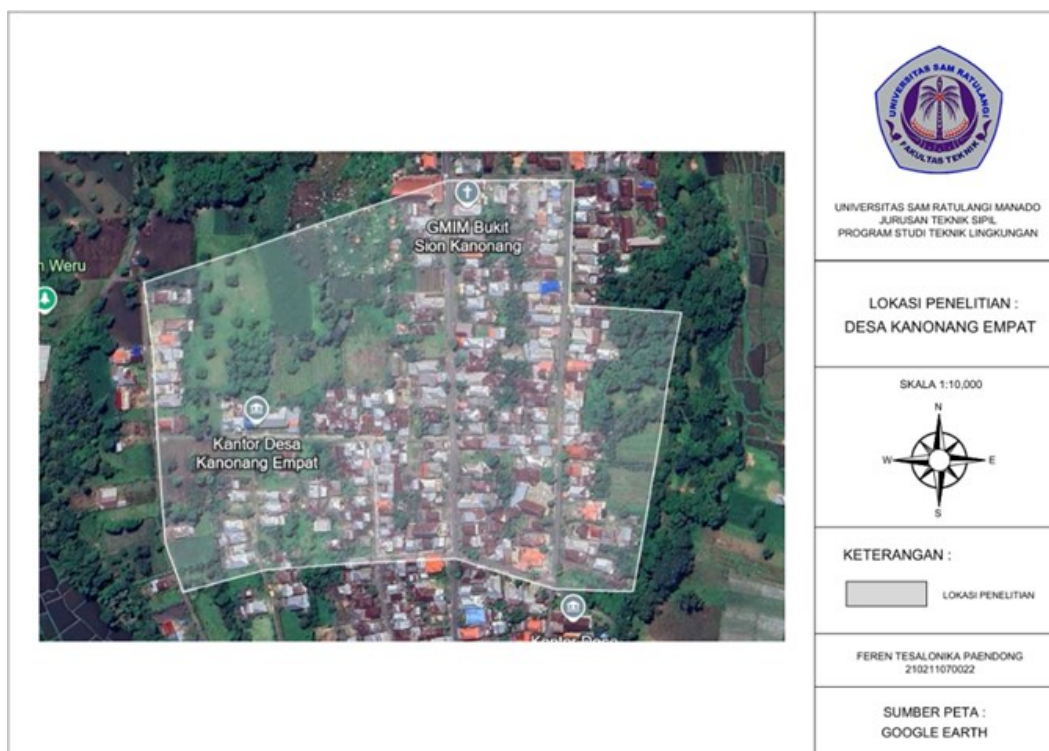 GMIM Bukit
Sion Kanonang
n Weru
Kantor Desa
Kanonang Empat
Kantor Desa
UNIVERSITAS SAM RATULANGI
FAKULTAS TEKNIK
UNIVERSITAS SAM RATULANGI MANADO
JURUSAN TEKNIK SIPIL
PROGRAM STUDI TEKNIK LINGKUNGAN
LOKASI PENELITIAN :
DESA KANONANG EMPAT
SKALA 1:10,000
N
W E
S
KETERANGAN :
LOKASI PENELITIAN
FEREN TESALONIKA PAENDONG
210211070022
SUMBER PETA :
GOOGLE EARTH